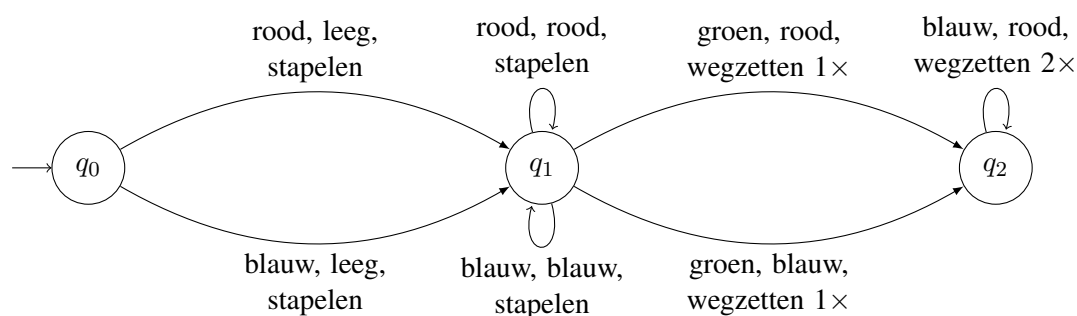 rood, leeg,
stapelen
rood, rood,
stapelen
groen, rood,
wegzetten 1×
blauw, rood,
wegzetten 2×
q0
q1
q2
blauw, leeg,
stapelen
blauw, blauw,
stapelen
groen, blauw,
wegzetten 1×